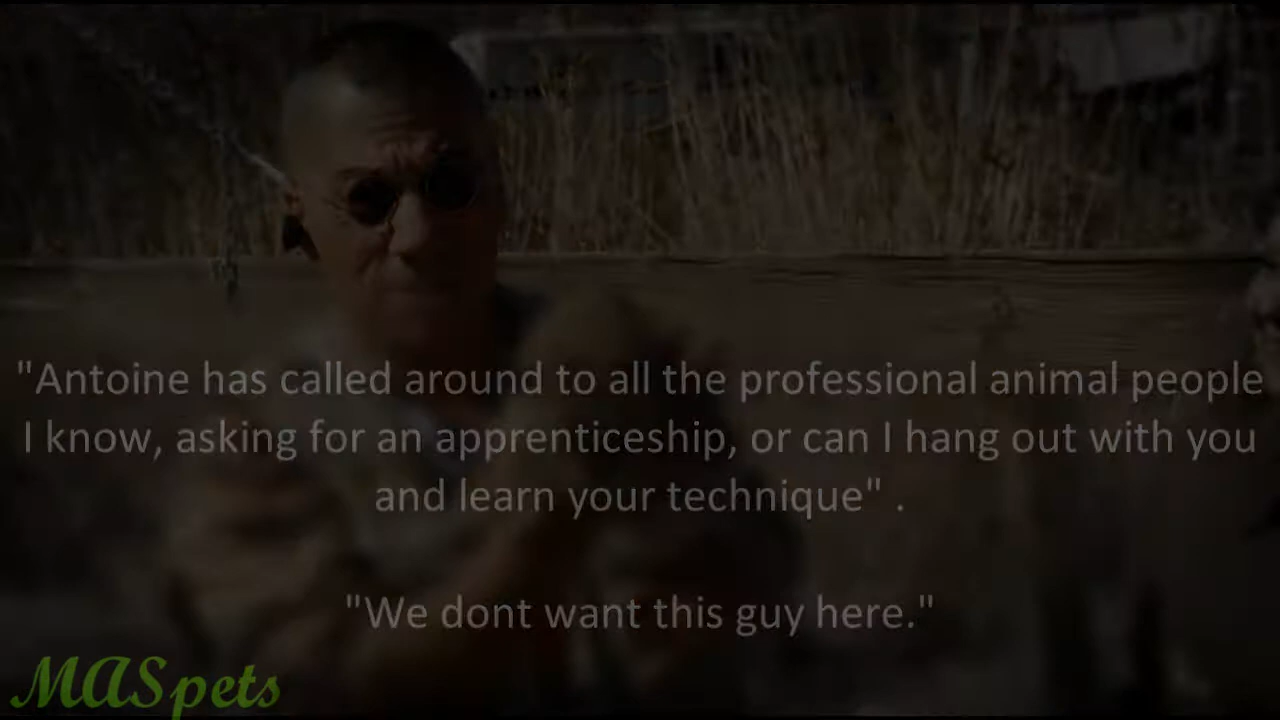 "Antoine has called around to all the professional animal people
I know, asking for an apprenticeship, or can I hang out with you
and learn your technique" .
"We dont want this guy here."
MASpets